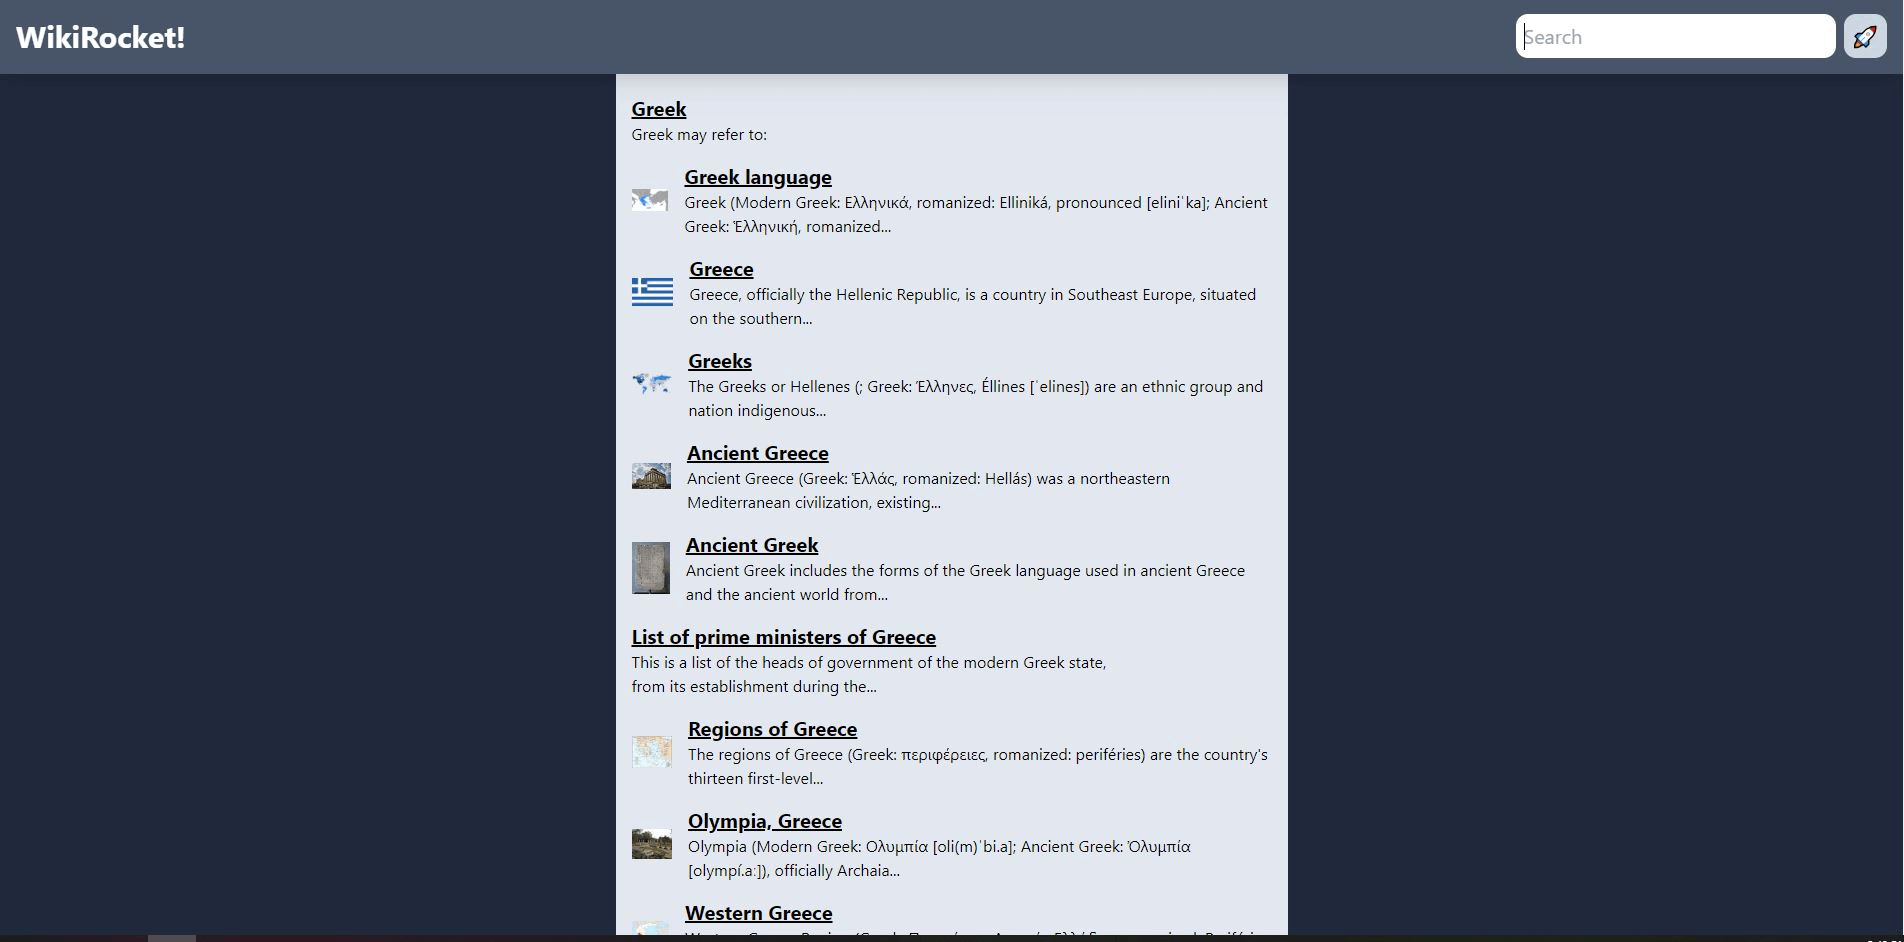 WikiRocket!
Search
Greek
Greek may refer to:
Greek language
Greek (Modern Greek: Ελληνικά, romanized: Elliniká, pronounced [eliniˈka]; Ancient
Greek: Ἑλληνική, romanized...
Greece
Greece, officially the Hellenic Republic, is a country in Southeast Europe, situated
on the southern...
Greeks
The Greeks or Hellenes (; Greek: Έλληνες, Éllines [ˈelines]) are an ethnic group and
nation indigenous...
Ancient Greece
Ancient Greece (Greek: Ἑλλάς, romanized: Hellás) was a northeastern
Mediterranean civilization, existing...
Ancient Greek
Ancient Greek includes the forms of the Greek language used in ancient Greece
and the ancient world from...
List of prime ministers of Greece
This is a list of the heads of government of the modern Greek state,
from its establishment during the...
Regions of Greece
The regions of Greece (Greek: περιφέρειες, romanized: periféries) are the country's
thirteen first-level...
Olympia, Greece
Olympia (Modern Greek: Ολυμπία [oli(m)ˈbi.a]; Ancient Greek: Ὀλυμπία
[olympí.aː]), officially Archaia...
Western Greece